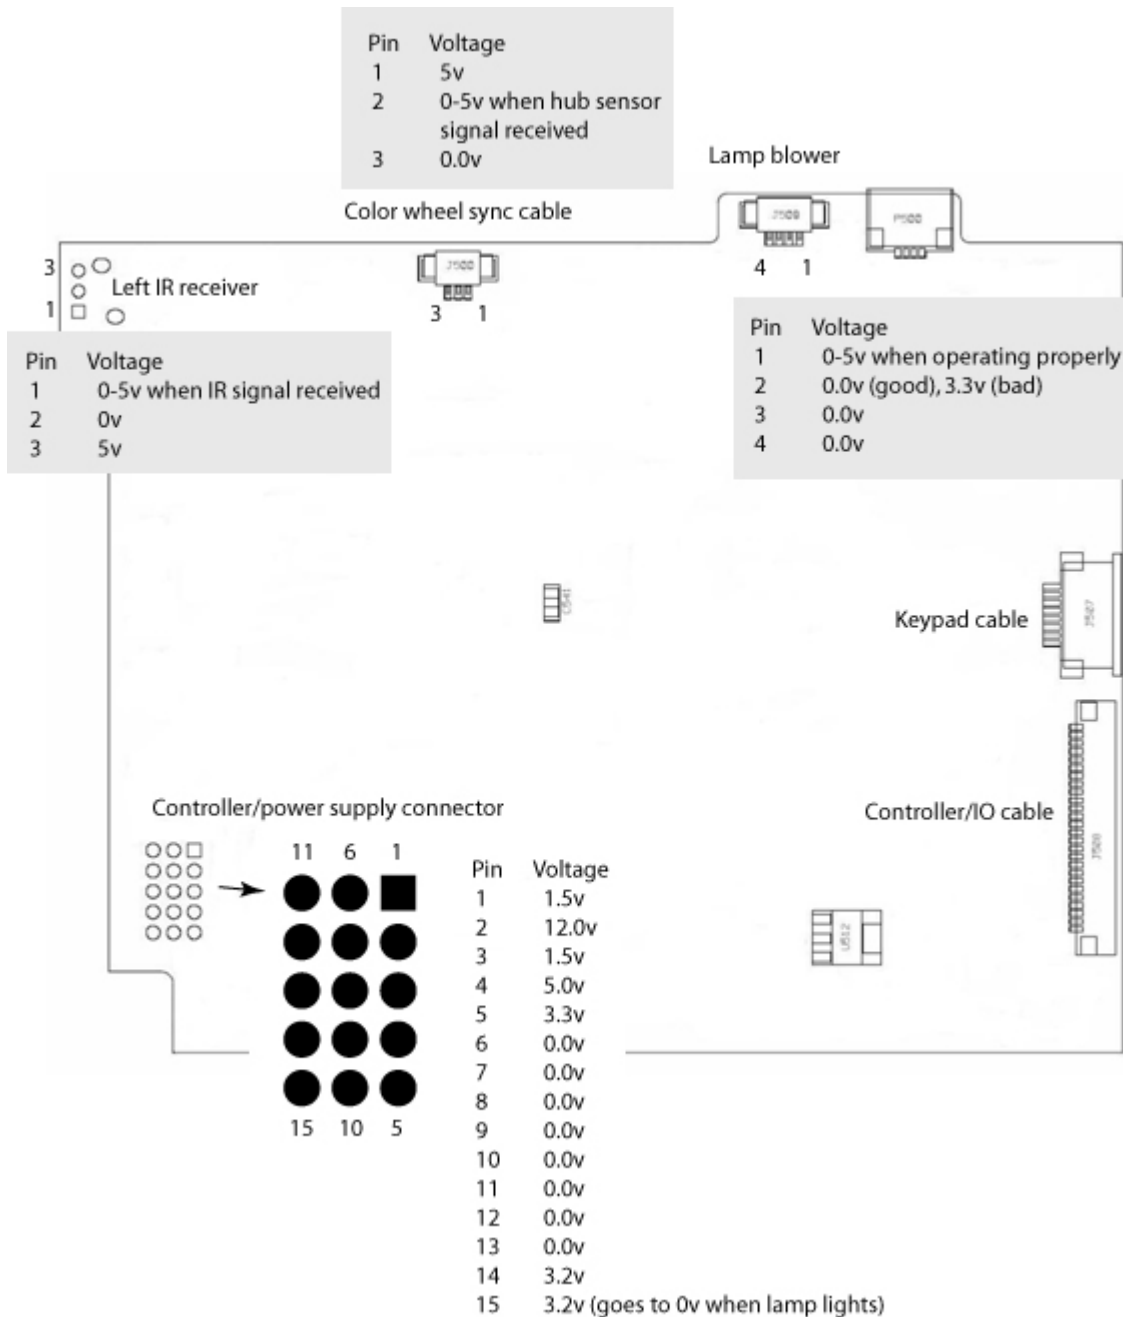 Pin Voltage
1 5v
2 0-5v when hub sensor
signal received
3 0.0v
Lamp blower
Color wheel sync cable
J509
P500
4 1
3
1
Left IR receiver
J500
3 1
Pin Voltage
1 0-5v when IR signal received
2 0v
3 5v
Pin Voltage
1 0-5v when operating properly
2 0.0v (good), 3.3v (bad)
3 0.0v
4 0.0v
Keypad cable
J507
Controller/IO cable
U512
Controller/power supply connector
11 6 1
15 10 5
Pin Voltage
1 1.5v
2 12.0v
3 1.5v
4 5.0v
5 3.3v
6 0.0v
7 0.0v
8 0.0v
9 0.0v
10 0.0v
11 0.0v
12 0.0v
13 0.0v
14 3.2v
15 3.2v (goes to 0v when lamp lights)